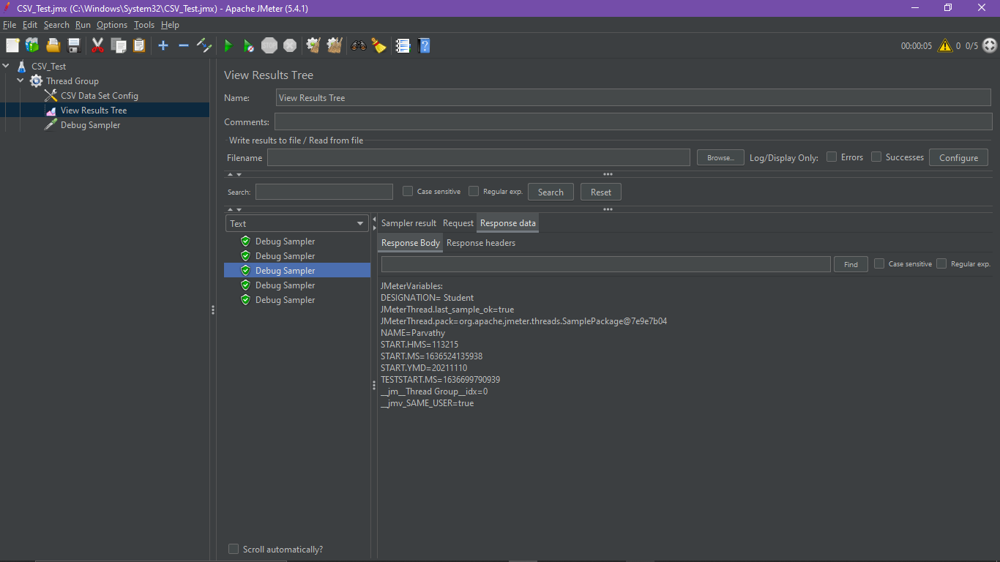 CSV_Test.jmx (C:\Windows\System32\CSV_Test.jmx) - Apache JMeter (5.4.1)
File Edit Search Run Options Tools Help
STOP
00:00:05 0 0/5
CSV_Test
Thread Group
CSV Data Set Config
View Results Tree
Debug Sampler
View Results Tree
Name: View Results Tree
Comments:
Write results to file / Read from file
Filename Browse... Log/Display Only: Errors Successes Configure
Search: Case sensitive Regular exp. Search Reset
Text
Debug Sampler
Debug Sampler
Debug Sampler
Debug Sampler
Debug Sampler
Scroll automatically?
Sampler result Request Response data
Response Body Response headers
Find Case sensitive Regular exp.
JMeterVariables:
DESIGNATION= Student
JMeterThread.last_sample_ok=true
JMeterThread.pack=org.apache.jmeter.threads.SamplePackage@7e9e7b04
NAME=Parvathy
START.HMS=113215
START.MS=1636524135938
START.YMD=20211110
TESTSTART.MS=1636699790939
__jm__Thread Group__idx=0
__jmv_SAME_USER=true